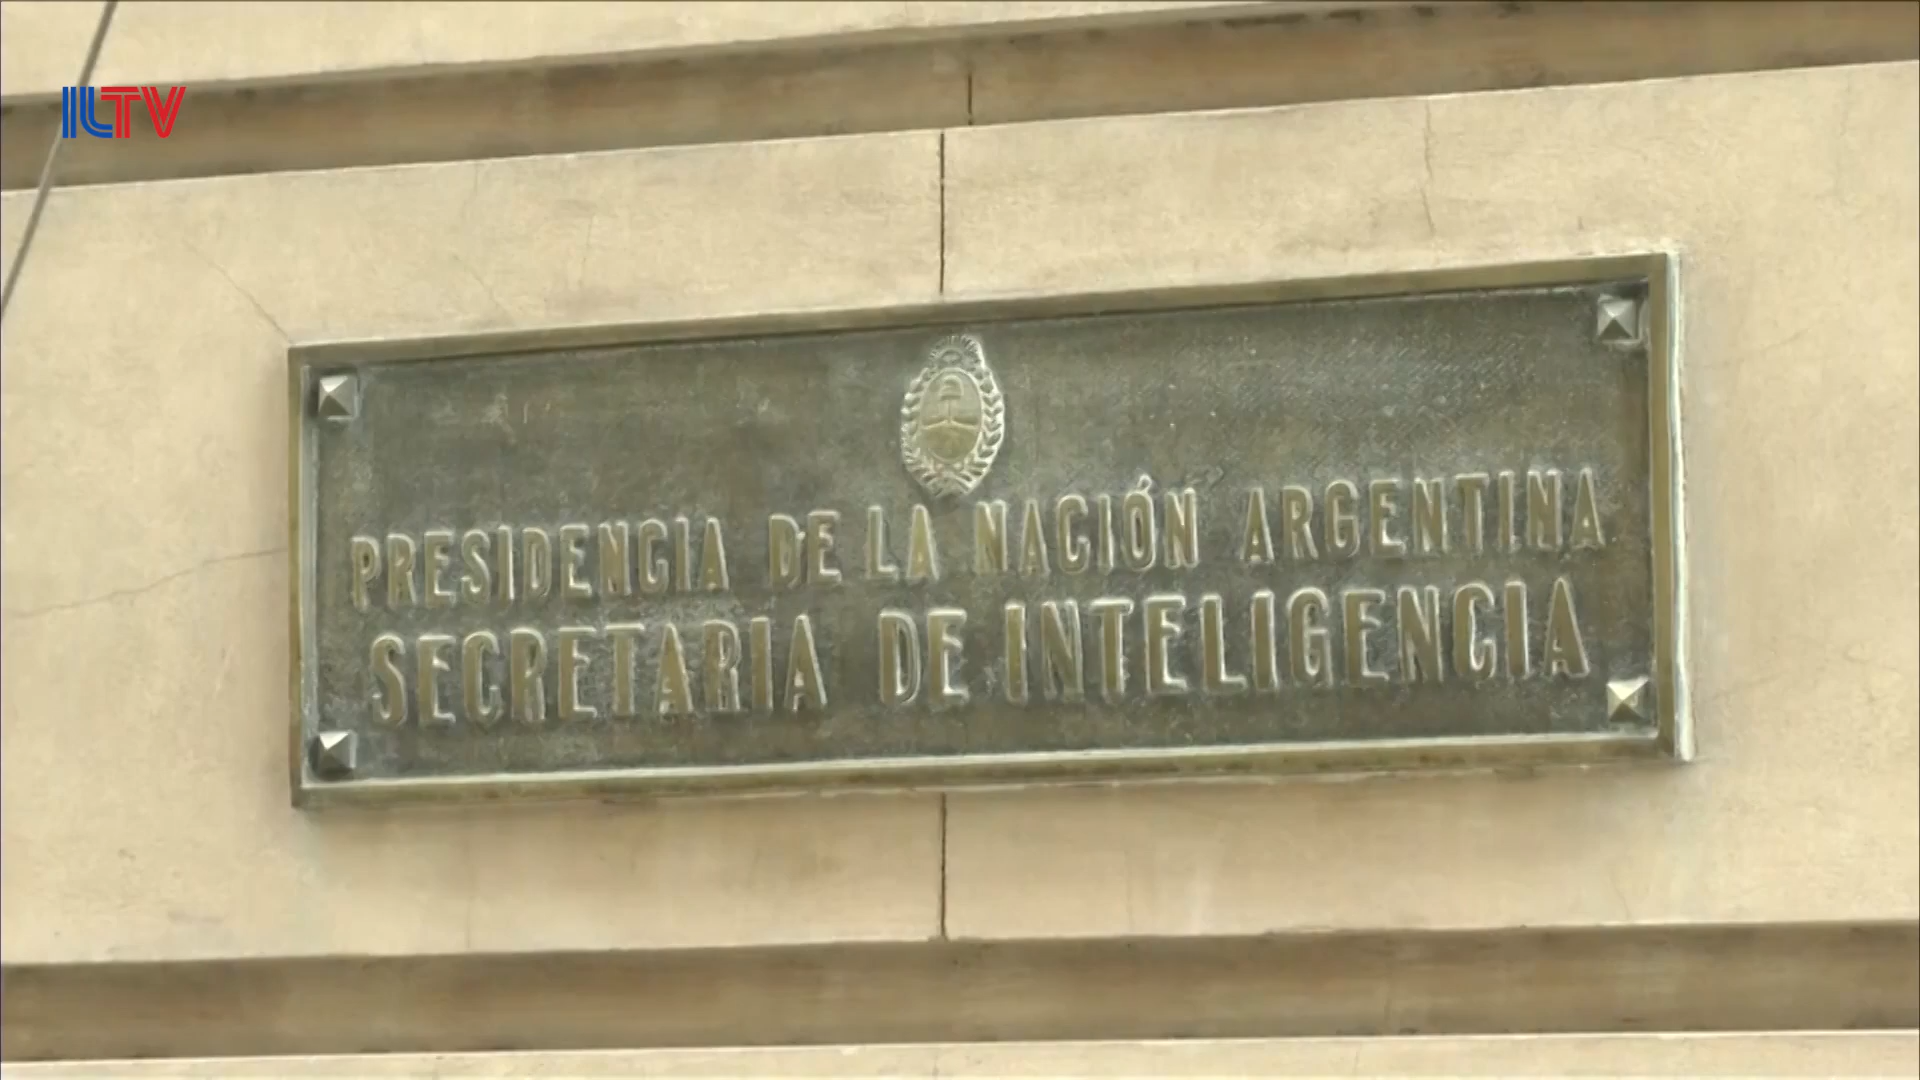 ILTV
PRESIDENCIA DE LA NACIÓN ARGENTINA
SECRETARIA DE INTELIGENCIA